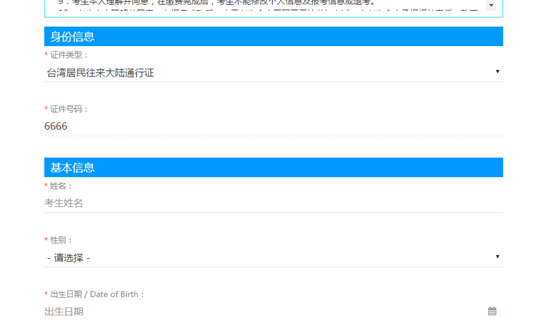 9．考生本人理解并同意，在缴费完成后，考生不能修改个人信息及报考信息或退考。
身份信息
* 证件类型：
台湾居民往来大陆通行证
* 证件号码：
6666
基本信息
* 姓名：
考生姓名
* 性别：
- 请选择 -
* 出生日期 / Date of Birth：
出生日期